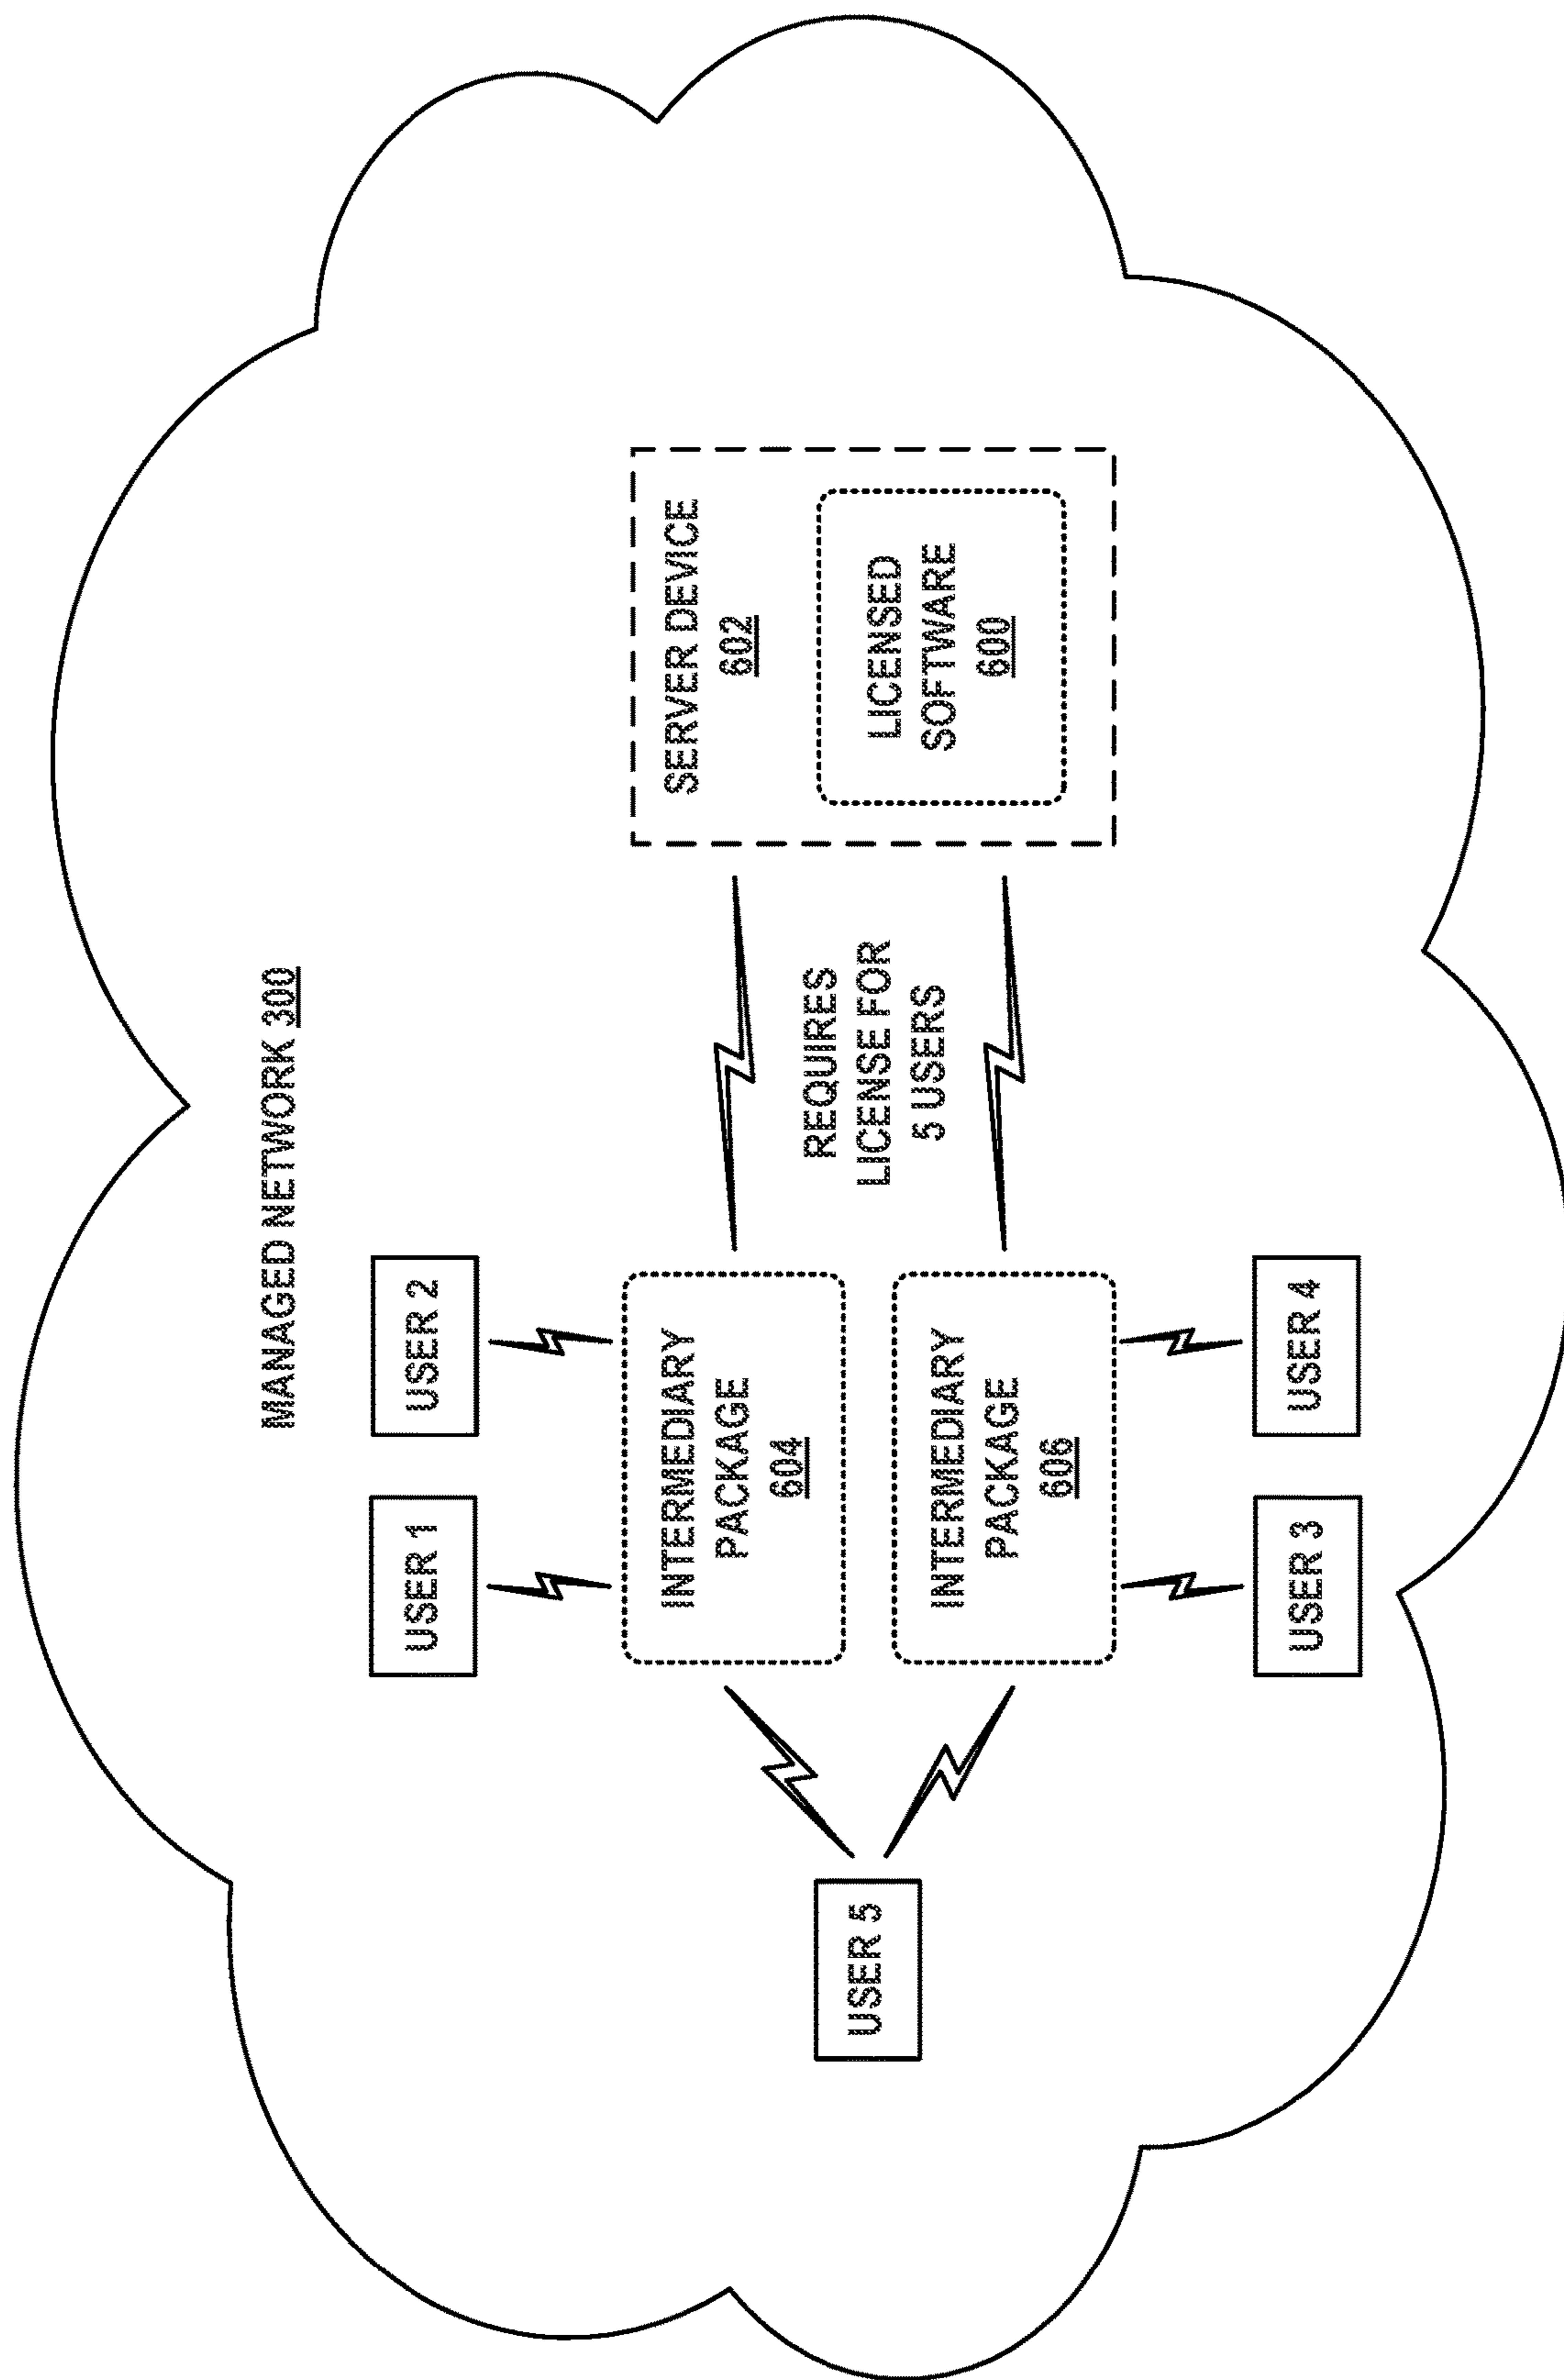 MANAGED NETWORK 300
USER 1
USER 2
INTERMEDIARY
PACKAGE
604
SERVER DEVICE
602
REQUIRES
LICENSE FOR
5 USERS
LICENSED
SOFTWARE
600
USER 5
INTERMEDIARY
PACKAGE
606
USER 3
USER 4